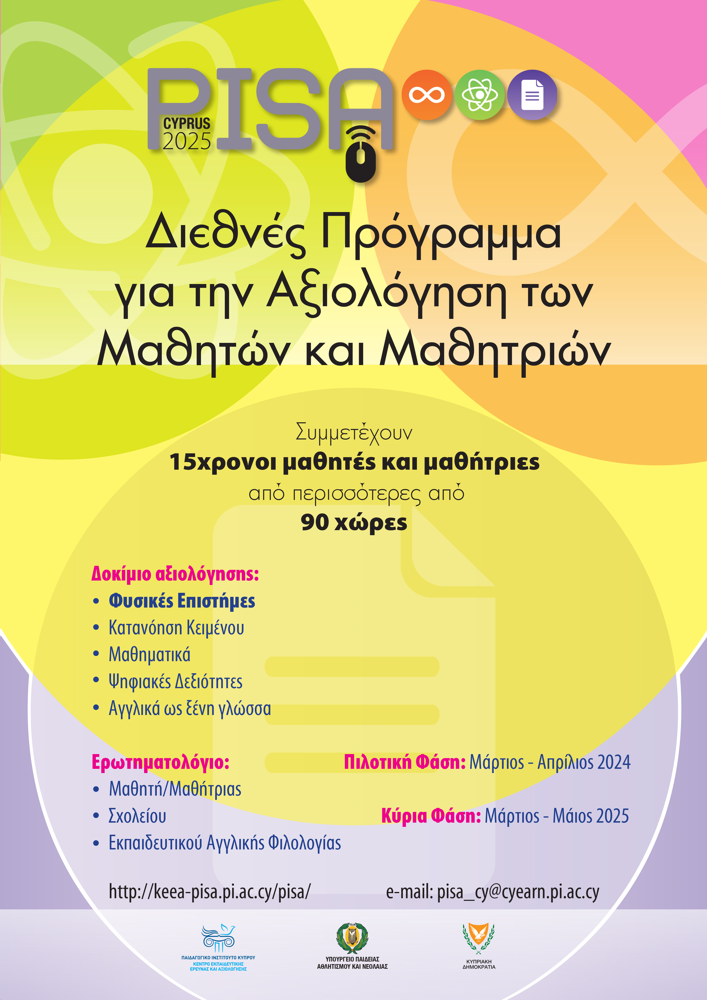 PISA
CYPRUS
2025
Διεθνές Πρόγραμμα
για την Αξιολόγηση των
Μαθητών και Μαθητριών
Συμμετέχουν
15χρονοι μαθητές και μαθήτριες
από περισσότερες από
90 χώρες
Δοκίμιο αξιολόγησης:
• Φυσικές Επιστήμες
• Κατανόηση Κειμένου
• Μαθηματικά
• Ψηφιακές Δεξιότητες
• Αγγλικά ως ξένη γλώσσα
Ερωτηματολόγιο:
• Μαθητή/Μαθήτριας
• Σχολείου
• Εκπαιδευτικού Αγγλικής Φιλολογίας
Πιλοτική Φάση: Μάρτιος - Απρίλιος 2024
Κύρια Φάση: Μάρτιος - Μάιος 2025
http://keea-pisa.pi.ac.cy/pisa/
e-mail: pisa_cy@cyearn.pi.ac.cy
ΠΑΙΔΑΓΩΓΙΚΟ ΙΝΣΤΙΤΟΥΤΟ ΚΥΠΡΟΥ
ΚΕΝΤΡΟ ΕΚΠΑΙΔΕΥΤΙΚΗΣ
ΕΡΕΥΝΑΣ ΚΑΙ ΑΞΙΟΛΟΓΗΣΗΣ
ΥΠΟΥΡΓΕΙΟ ΠΑΙΔΕΙΑΣ
ΑΘΛΗΤΙΣΜΟΥ ΚΑΙ ΝΕΟΛΑΙΑΣ
1960
ΚΥΠΡΙΑΚΗ
ΔΗΜΟΚΡΑΤΙΑ